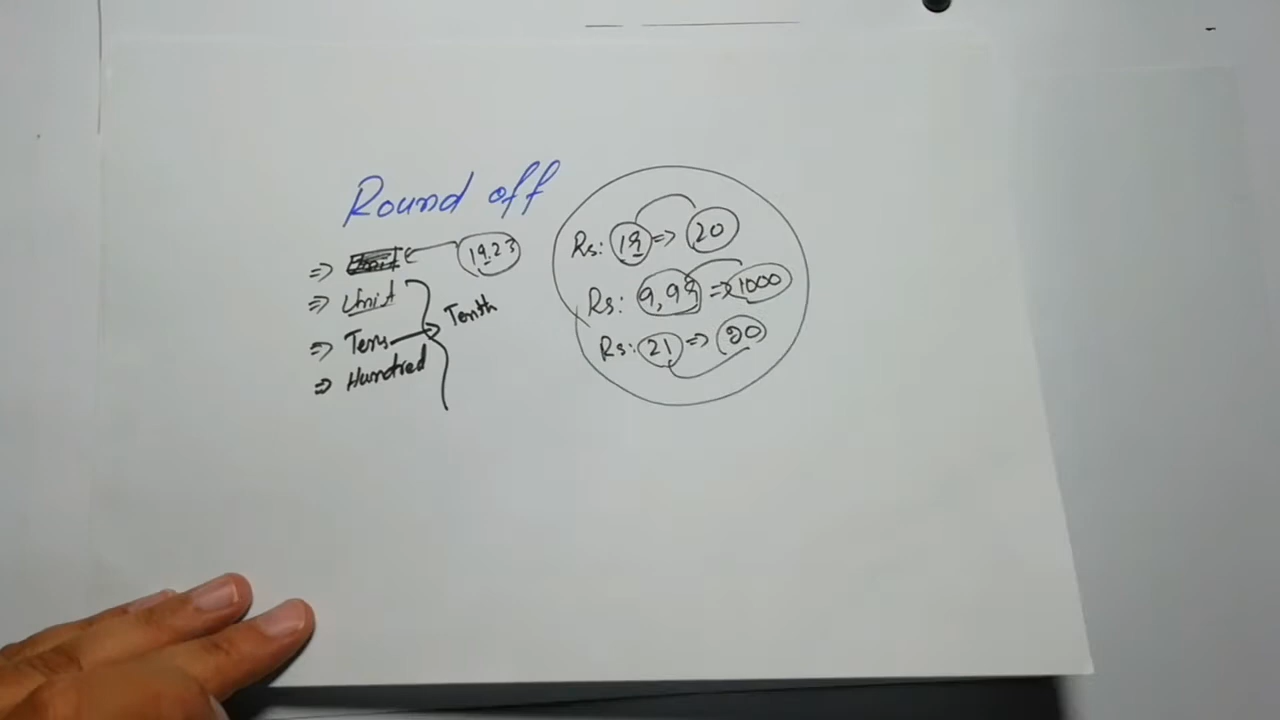 Round off
⇒ 19.23
⇒ Unit
⇒ Tens Tenth
⇒ Hundred
Rs: 19 ⇒ 20
Rs: 9,99 ⇒ 1000
Rs: 21 ⇒ 20